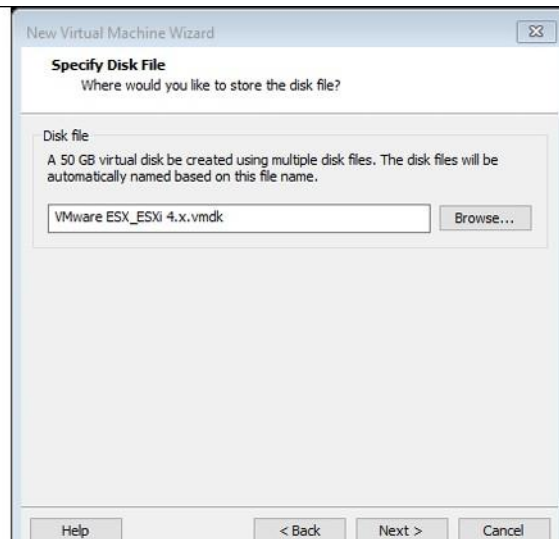 New Virtual Machine Wizard
Specify Disk File
Where would you like to store the disk file?
Disk file
A 50 GB virtual disk be created using multiple disk files. The disk files will be
automatically named based on this file name.
VMware ESX_ESXi 4.x.vmdk
Browse...
Help
< Back
Next >
Cancel